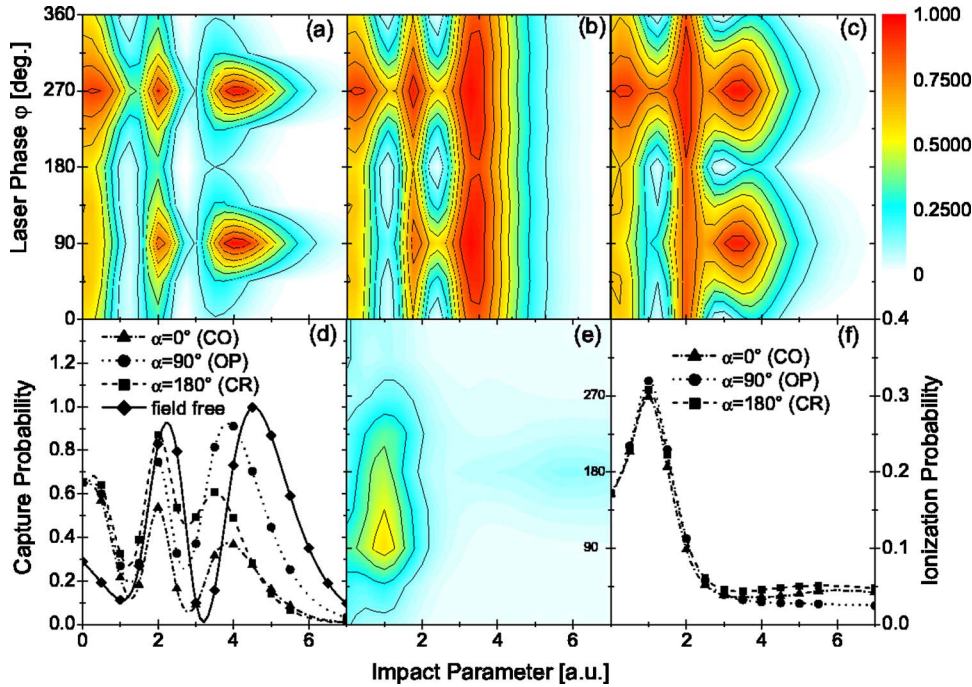 360
270
180
90
0
Laser Phase φ [deg.]
(a)
(b)
(c)
1.000
0.7500
0.5000
0.2500
0
1.2
1.0
0.8
0.6
0.4
0.2
0.0
Capture Probability
(d)
α=0° (CO)
α=90° (OP)
α=180° (CR)
field free
(e)
270
180
90
(f)
α=0° (CO)
α=90° (OP)
α=180° (CR)
0.4
0.3
0.2
0.1
0.0
Ionization Probability
0 2 4 6 2 4 6 0 2 4 6
Impact Parameter [a.u.]